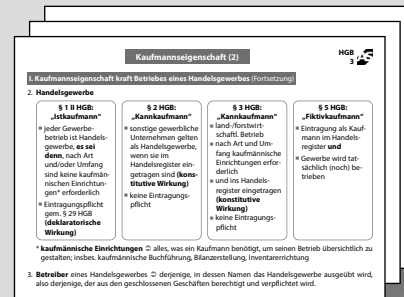 Kaufmannseigenschaft (2)
HGB
3 AS
I. Kaufmannseigenschaft kraft Betriebes eines Handelsgewerbes (Fortsetzung)
2. Handelsgewerbe
§ 1 II HGB:
„Istkaufmann“
■ jeder Gewerbe-
betrieb ist Handels-
gewerbe, es sei
denn, nach Art
und/oder Umfang
sind keine kaufmän-
nischen Einrichtun-
gen* erforderlich
■ Eintragungspflicht
gem. § 29 HGB
(deklaratorische
Wirkung)
§ 2 HGB:
„Kannkaufmann“
■ sonstige gewerbliche
Unternehmen gelten
als Handelsgewerbe,
wenn sie im
Handelsregister ein-
getragen sind (kons-
titutive Wirkung)
■ keine Eintragungs-
pflicht
§ 3 HGB:
„Kannkaufmann“
■ land-/forstwirt-
schaftl. Betrieb
■ nach Art und Um-
fang kaufmännische
Einrichtungen erfor-
derlich
■ und ins Handels-
register eingetragen
(konstitutive
Wirkung)
■ keine Eintragungs-
pflicht
§ 5 HGB:
„Fiktivkaufmann“
■ Eintragung als Kauf-
mann im Handels-
register und
■ Gewerbe wird tat-
sächlich (noch) be-
trieben
* kaufmännische Einrichtungen ⊃ alles, was ein Kaufmann benötigt, um seinen Betrieb übersichtlich zu
gestalten; insbes. kaufmännische Buchführung, Bilanzerstellung, Inventarerrichtung
3. Betreiber eines Handelsgewerbes ⊃ derjenige, in dessen Namen das Handelsgewerbe ausgeübt wird,
also derjenige, der aus den geschlossenen Geschäften berechtigt und verpflichtet wird.